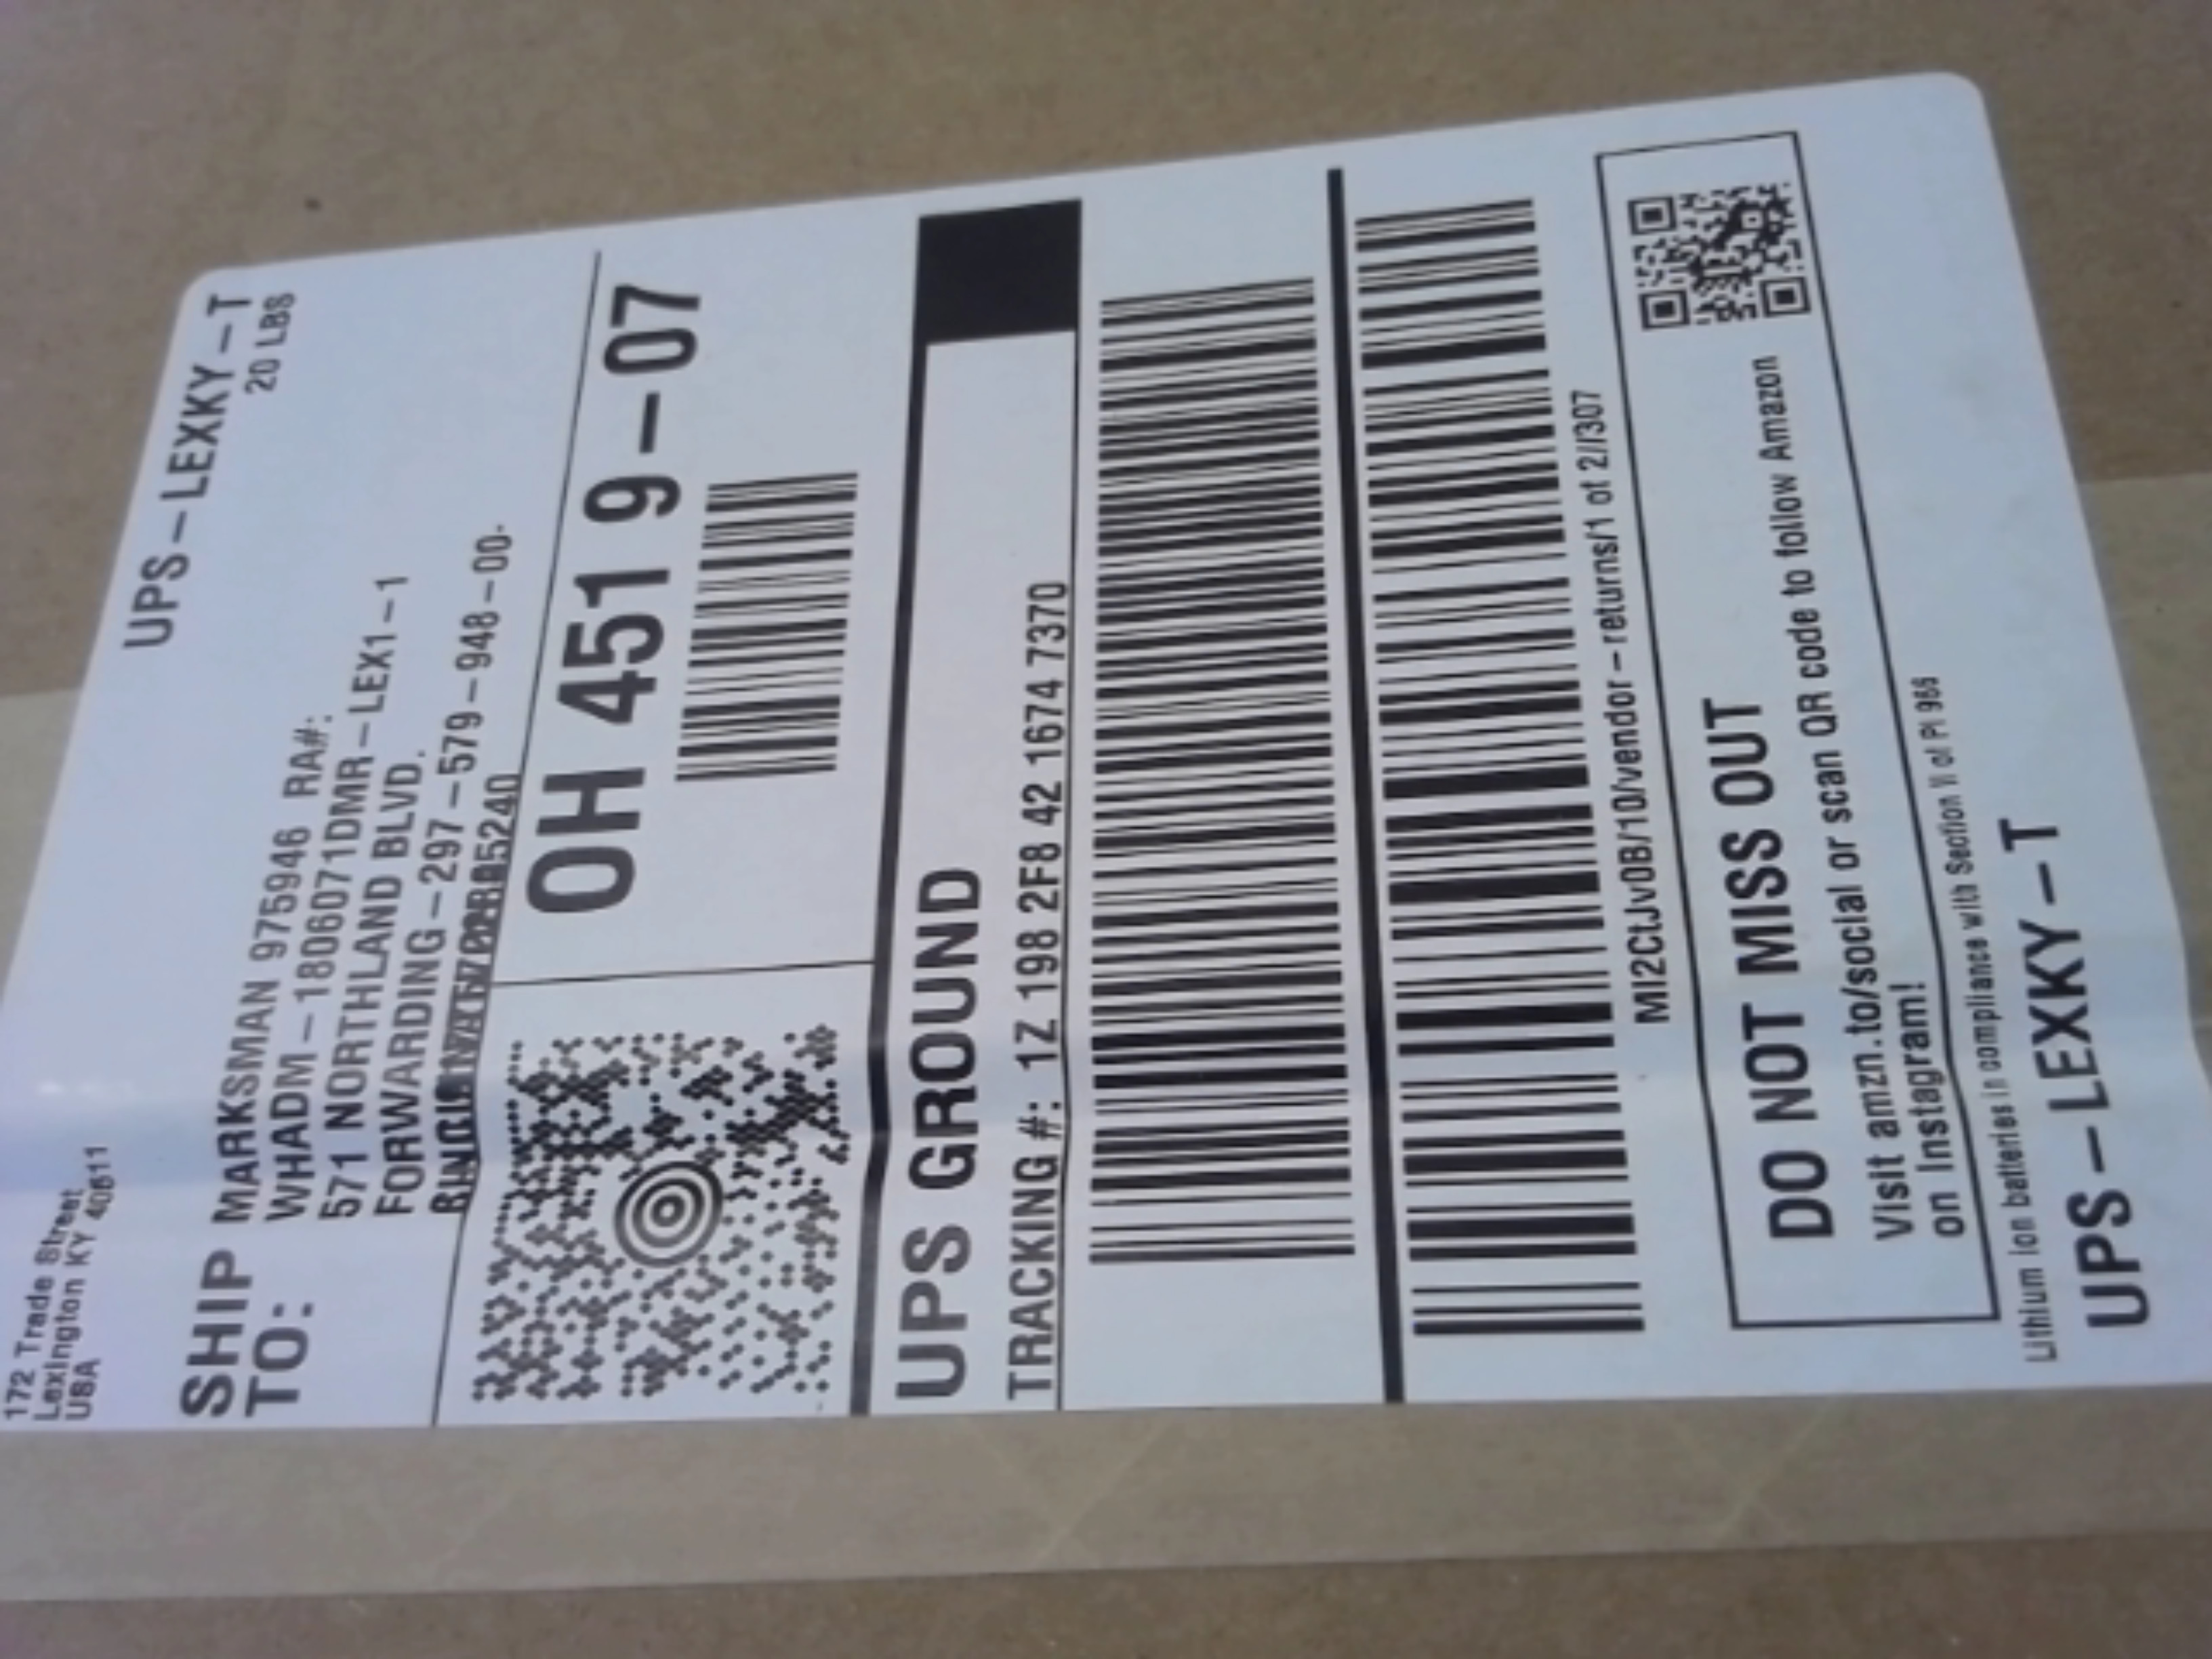 172 Trade Street
Lexington KY 40611
USA
UPS-LEXKY-T
20 LBS
SHIP
TO:
MARKSMAN 975946 RA#:
WHADM-1806071DMR-LEX1-1
571 NORTHLAND BLVD.
FORWARDING-297-579-948-00-
OH 451 9-07
UPS GROUND
TRACKING #: 1Z 198 2F8 42 1674 7370
MI2CtJv0B/10/vendor-returns/1 of 2/307
DO NOT MISS OUT
Visit amzn.to/social or scan QR code to follow Amazon
on Instagram!
Lithium ion batteries in compliance with Section II of PI 966
UPS-LEXKY-T